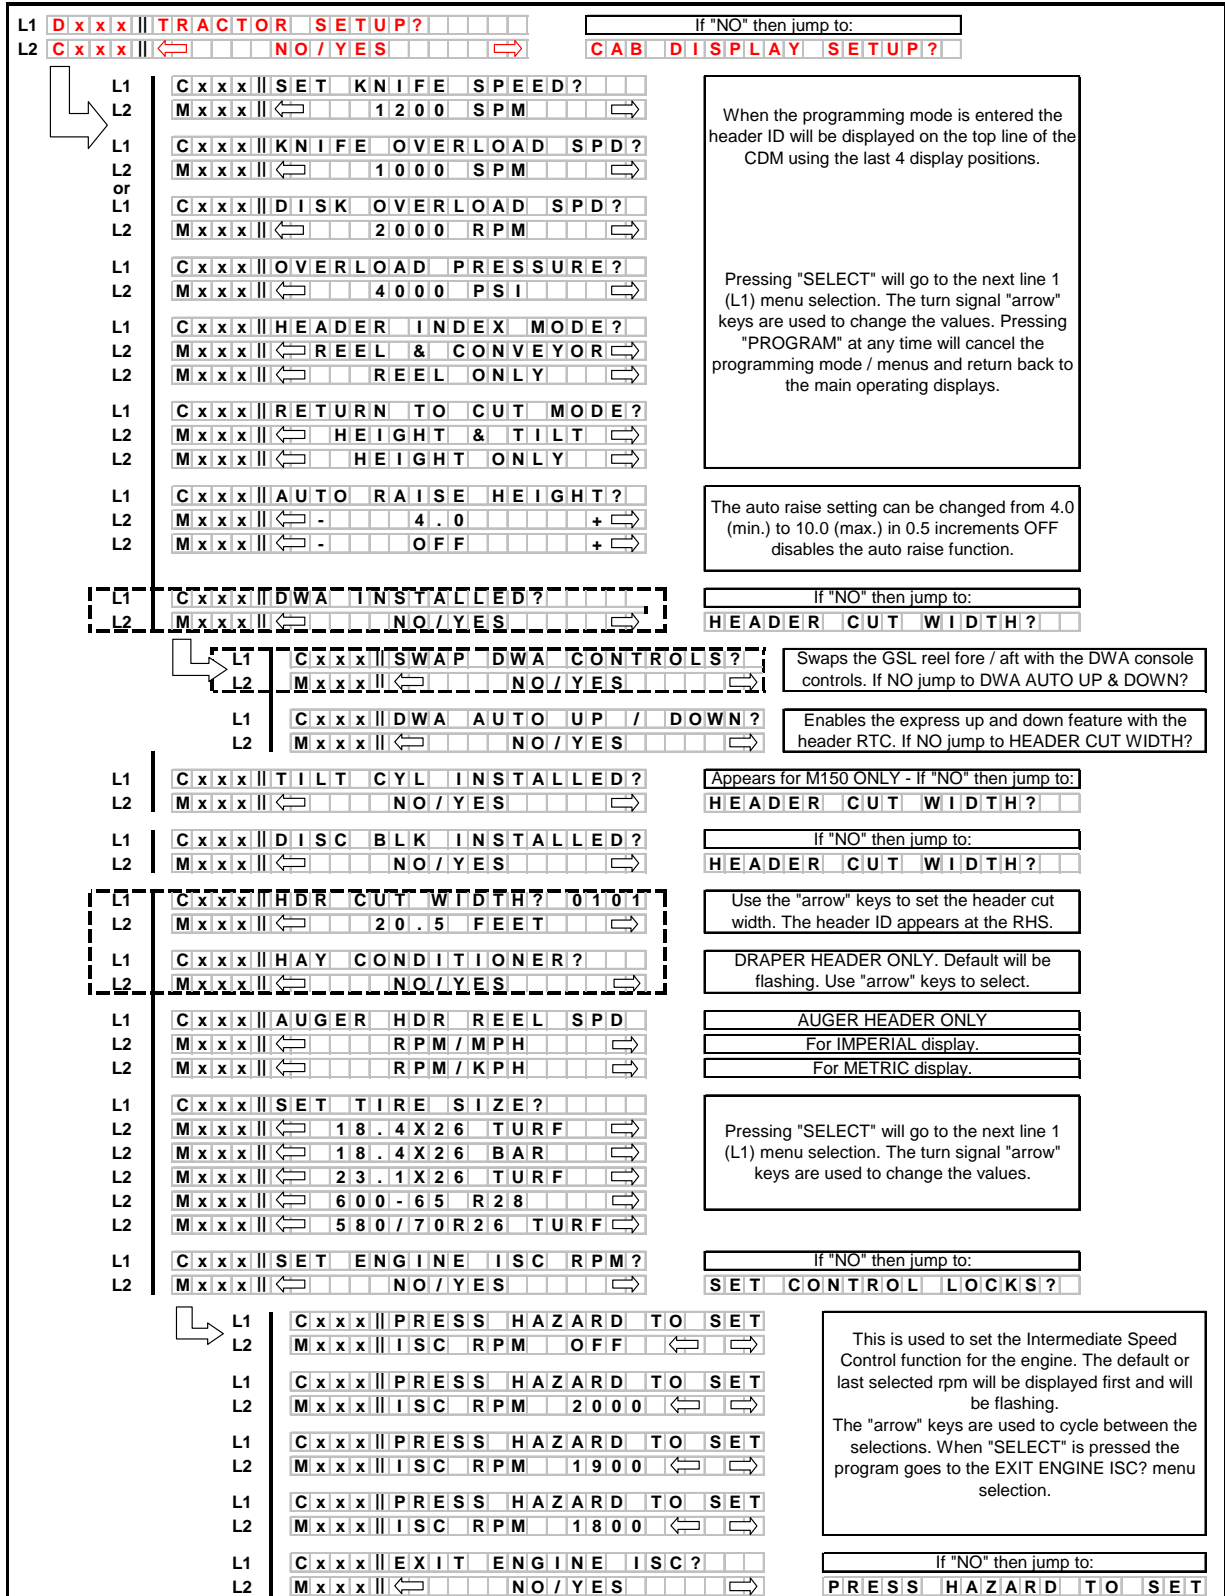 L1 Dxxx||TRACTOR SETUP? If "NO" then jump to:
L2 Cxxx|| NO/YES CAB DISPLAY SETUP?
L1 Cxxx||SET KNIFE SPEED?
L2 Mxxx|| 1200 SPM
L1 Cxxx||KNIFE OVERLOAD SPD?
L2 Mxxx|| 1000 SPM
or
L1 Cxxx||DISK OVERLOAD SPD?
L2 Mxxx|| 2000 RPM
L1 Cxxx||OVERLOAD PRESSURE?
L2 Mxxx|| 4000 PSI
L1 Cxxx||HEADER INDEX MODE?
L2 Mxxx|| REEL & CONVEYOR
L2 Mxxx|| REEL ONLY
L1 Cxxx||RETURN TO CUT MODE?
L2 Mxxx|| HEIGHT & TILT
L2 Mxxx|| HEIGHT ONLY
When the programming mode is entered the
header ID will be displayed on the top line of the
CDM using the last 4 display positions.
Pressing "SELECT" will go to the next line 1
(L1) menu selection. The turn signal "arrow"
keys are used to change the values. Pressing
"PROGRAM" at any time will cancel the
programming mode / menus and return back to
the main operating displays.
L1 Cxxx||AUTO RAISE HEIGHT?
L2 Mxxx|| - 4.0 +
L2 Mxxx|| - OFF +
The auto raise setting can be changed from 4.0
(min.) to 10.0 (max.) in 0.5 increments OFF
disables the auto raise function.
L1 Cxxx||DWA INSTALLED? If "NO" then jump to:
L2 Mxxx|| NO/YES HEADER CUT WIDTH?
L1 Cxxx||SWAP DWA CONTROLS? Swaps the GSL reel fore / aft with the DWA console
L2 Mxxx|| NO/YES controls. If NO jump to DWA AUTO UP & DOWN?
L1 Cxxx||DWA AUTO UP / DOWN? Enables the express up and down feature with the
L2 Mxxx|| NO/YES header RTC. If NO jump to HEADER CUT WIDTH?
L1 Cxxx||TILT CYL INSTALLED? Appears for M150 ONLY - If "NO" then jump to:
L2 Mxxx|| NO/YES HEADER CUT WIDTH?
L1 Cxxx||DISC BLK INSTALLED? If "NO" then jump to:
L2 Mxxx|| NO/YES HEADER CUT WIDTH?
L1 Cxxx||HDR CUT WIDTH? 0101 Use the "arrow" keys to set the header cut
L2 Mxxx|| 20.5 FEET width. The header ID appears at the RHS.
L1 Cxxx||HAY CONDITIONER? DRAPER HEADER ONLY. Default will be
L2 Mxxx|| NO/YES flashing. Use "arrow" keys to select.
L1 Cxxx||AUGER HDR REEL SPD AUGER HEADER ONLY
L2 Mxxx|| RPM/MPH For IMPERIAL display.
L2 Mxxx|| RPM/KPH For METRIC display.
L1 Cxxx||SET TIRE SIZE?
L2 Mxxx|| 18.4X26 TURF
L2 Mxxx|| 18.4X26 BAR
L2 Mxxx|| 23.1X26 TURF
L2 Mxxx|| 600-65 R28
L2 Mxxx|| 580/70R26 TURF
Pressing "SELECT" will go to the next line 1
(L1) menu selection. The turn signal "arrow"
keys are used to change the values.
L1 Cxxx||SET ENGINE ISC RPM? If "NO" then jump to:
L2 Mxxx|| NO/YES SET CONTROL LOCKS?
L1 Cxxx||PRESS HAZARD TO SET
L2 Mxxx||ISC RPM OFF
L1 Cxxx||PRESS HAZARD TO SET
L2 Mxxx||ISC RPM 2000
L1 Cxxx||PRESS HAZARD TO SET
L2 Mxxx||ISC RPM 1900
L1 Cxxx||PRESS HAZARD TO SET
L2 Mxxx||ISC RPM 1800
This is used to set the Intermediate Speed
Control function for the engine. The default or
last selected rpm will be displayed first and will
be flashing.
The "arrow" keys are used to cycle between the
selections. When "SELECT" is pressed the
program goes to the EXIT ENGINE ISC? menu
selection.
L1 Cxxx||EXIT ENGINE ISC? If "NO" then jump to:
L2 Mxxx|| NO/YES PRESS HAZARD TO SET